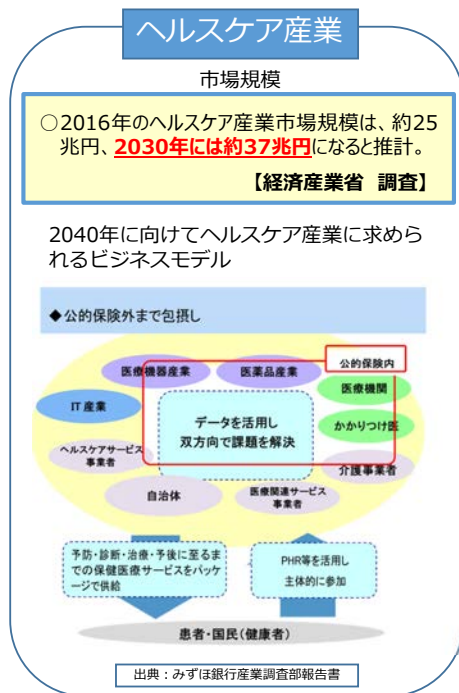 ヘルスケア産業
市場規模
○2016年のヘルスケア産業市場規模は、約25
兆円、2030年には約37兆円になると推計。
【経済産業省 調査】
2040年に向けてヘルスケア産業に求めら
れるビジネスモデル
◆公的保険外まで包摂し
公的保険内
医療機器産業
医薬品産業
医療機関
IT産業
データを活用し
双方向で課題を解決
かかりつけ医
ヘルスケアサービス
事業者
介護事業者
自治体
医療関連サービス
事業者
予防・診断・治療・予後に至るま
での保健医療サービスをパッケ
ージで供給
PHR等を活用し
主体的に参加
患者・国民(健康者)
出典：みずほ銀行産業調査部報告書